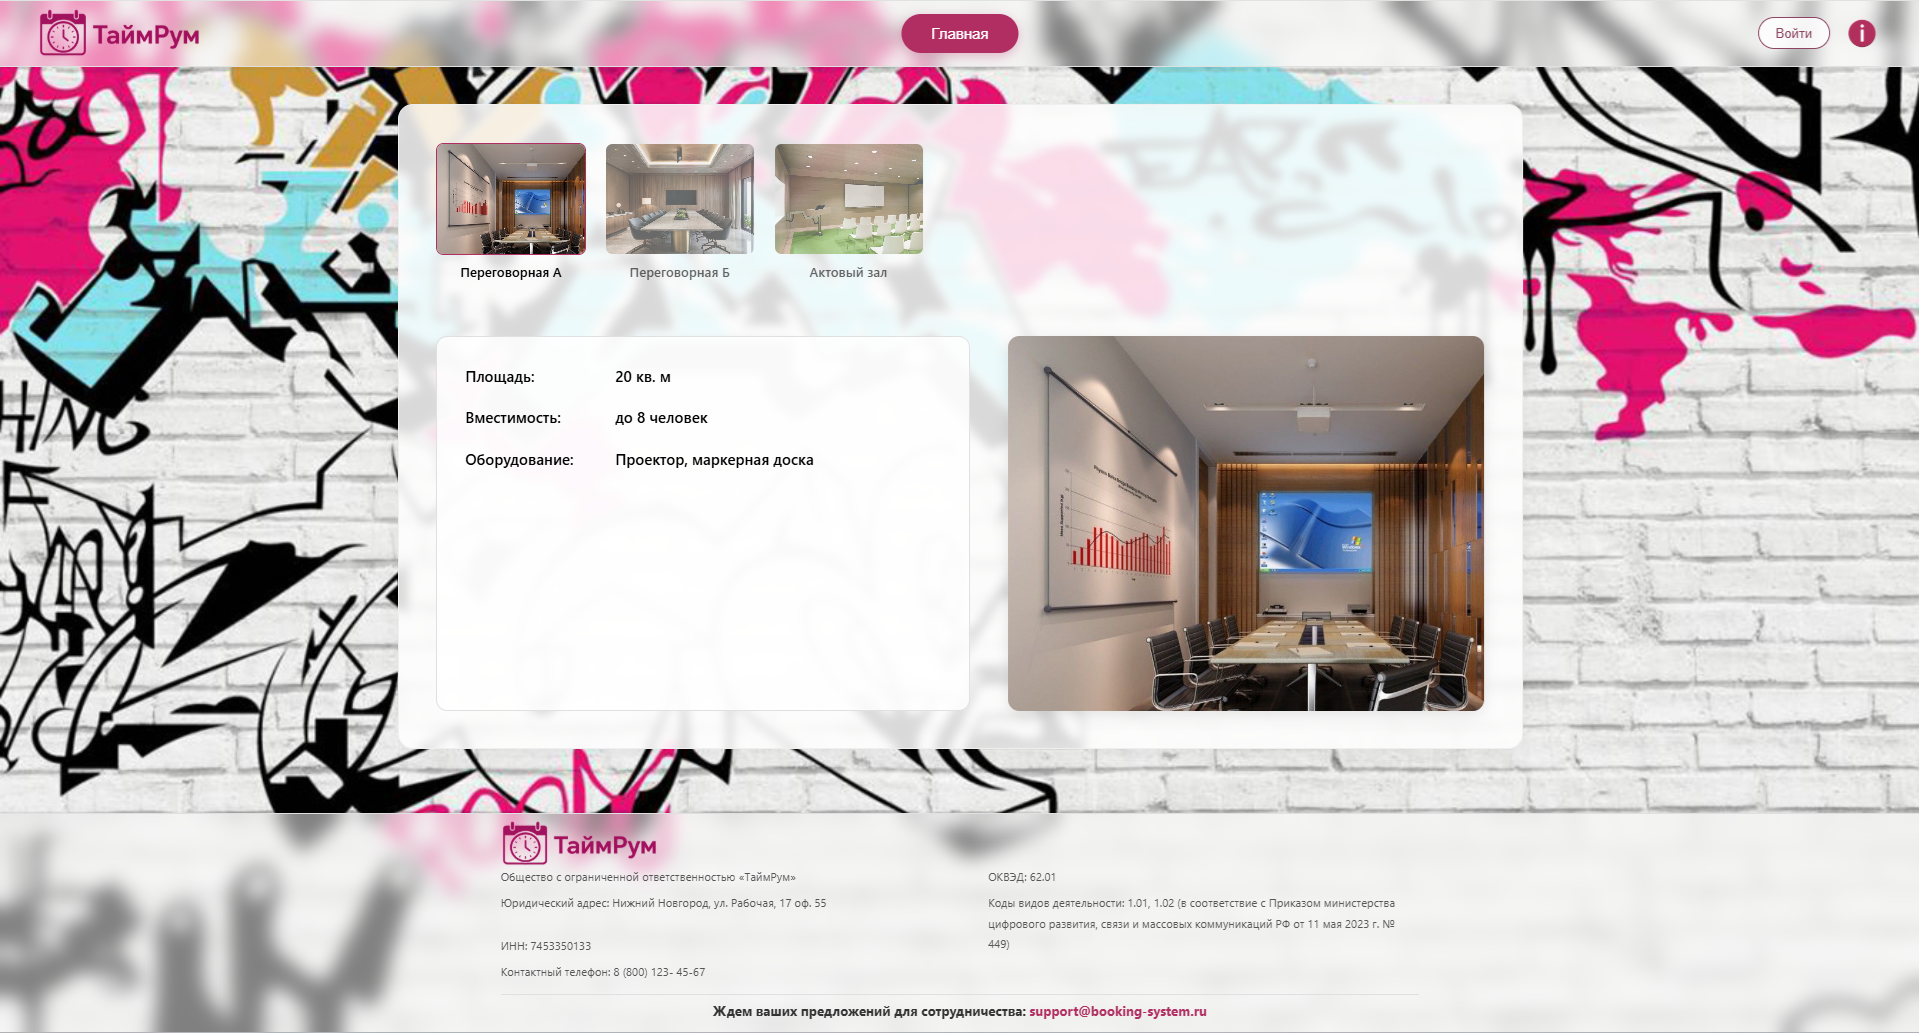 ТаймРум
Главная
Войти
i
Переговорная А
Переговорная Б
Актовый зал
Площадь: 20 кв. м
Вместимость: до 8 человек
Оборудование: Проектор, маркерная доска
ТаймРум
Общество с ограниченной ответственностью «ТаймРум»
Юридический адрес: Нижний Новгород, ул. Рабочая, 17 оф. 55
ИНН: 7453350133
Контактный телефон: 8 (800) 123- 45-67
ОКВЭД: 62.01
Коды видов деятельности: 1.01, 1.02 (в соответствие с Приказом министерства
цифрового развития, связи и массовых коммуникаций РФ от 11 мая 2023 г. №
449)
Ждем ваших предложений для сотрудничества: support@booking-system.ru